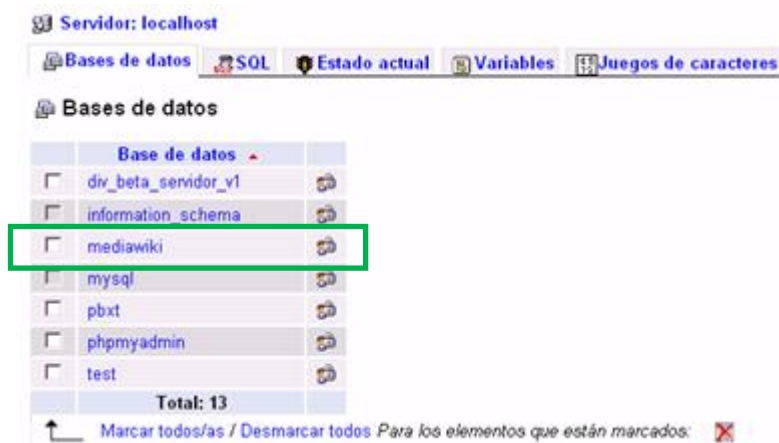 Servidor: localhost
Bases de datos SQL Estado actual Variables Juegos de caracteres
Bases de datos
Base de datos
div_beta_servidor_v1
information_schema
mediawiki
mysql
pbxt
phpmyadmin
test
Total: 13
Marcar todos/as / Desmarcar todos Para los elementos que están marcados: